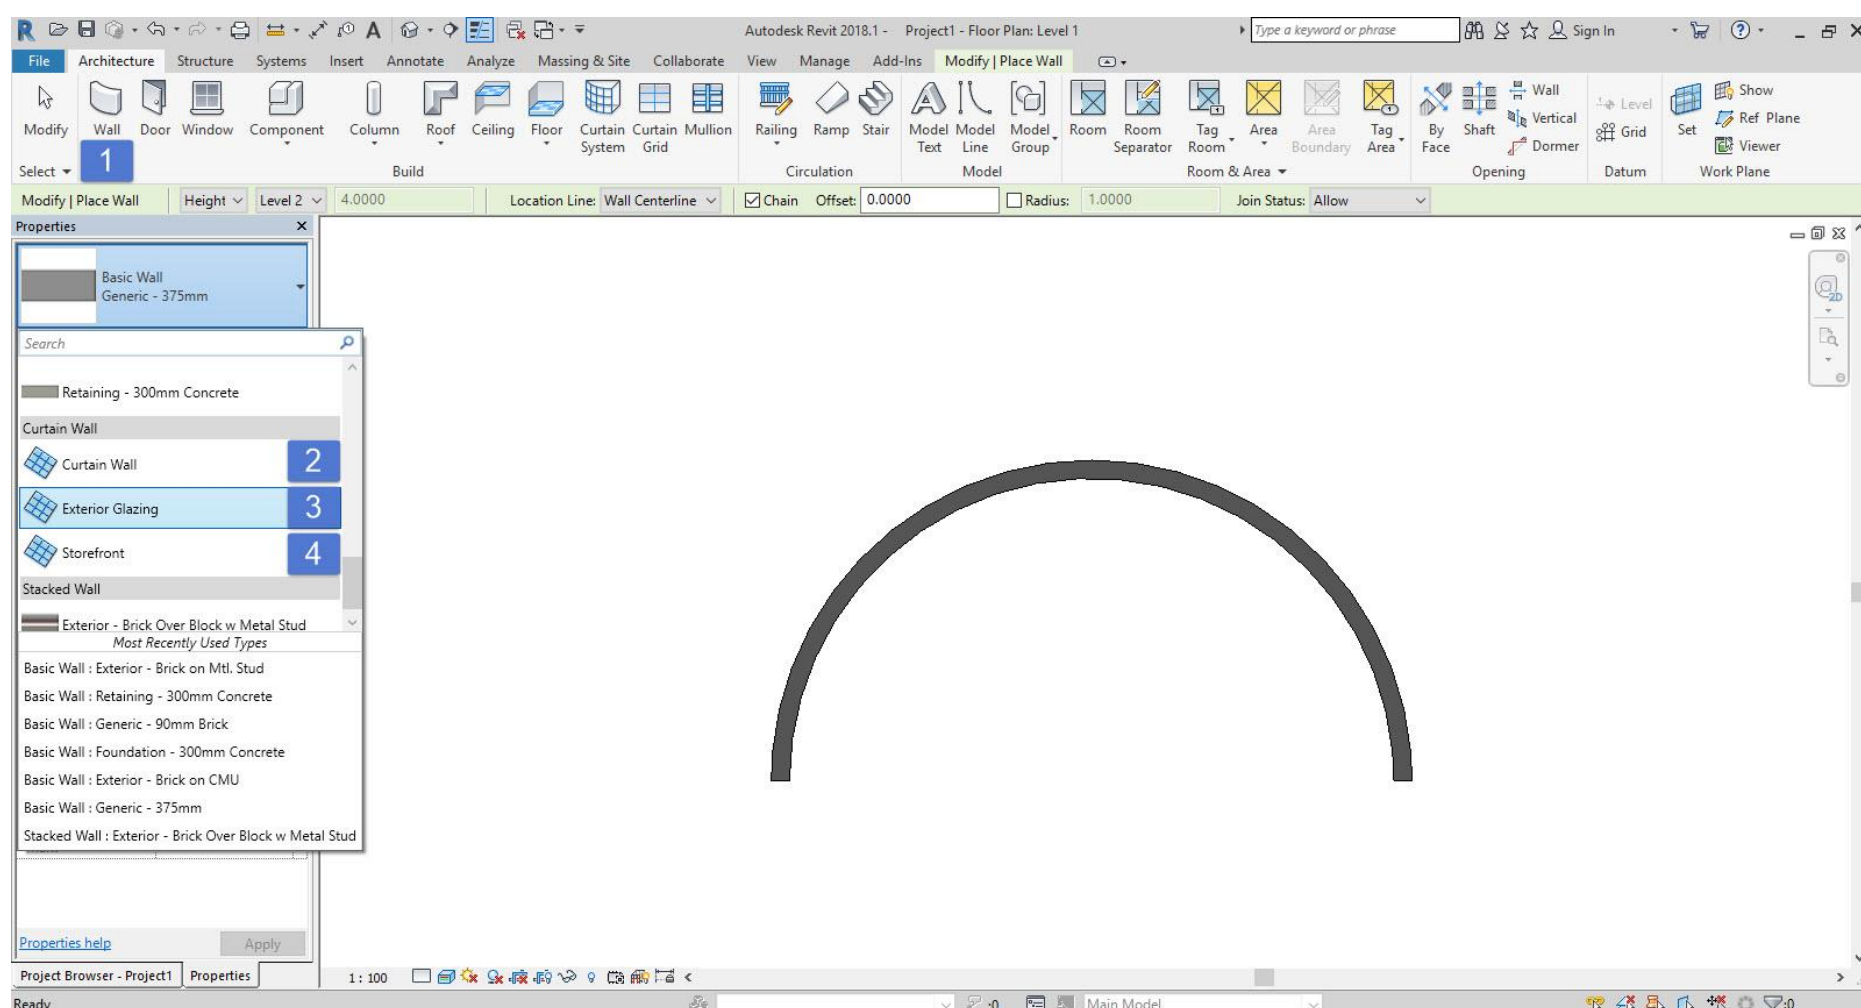 Autodesk Revit 2018.1 - Project1 - Floor Plan: Level 1 Type a keyword or phrase Sign In
File Architecture Structure Systems Insert Annotate Analyze Massing & Site Collaborate View Manage Add-Ins Modify | Place Wall
Modify Wall Door Window Component Column Roof Ceiling Floor Curtain System Curtain Grid Mullion Railing Ramp Stair Model Text Model Line Model Group Room Room Separator Tag Room Area Area Boundary Tag Area By Face Shaft Wall Vertical Dormer Level Grid Set Show Ref Plane Viewer
1
Select Build Circulation Model Room & Area Opening Datum Work Plane
Modify | Place Wall Height Level 2 4.0000 Location Line: Wall Centerline Chain Offset: 0.0000 Radius: 1.0000 Join Status: Allow
Properties
Basic Wall
Generic - 375mm
2D
Search
Retaining - 300mm Concrete
Curtain Wall
Curtain Wall 2
Exterior Glazing 3
Storefront 4
Stacked Wall
Exterior - Brick Over Block w Metal Stud
Most Recently Used Types
Basic Wall : Exterior - Brick on Mtl. Stud
Basic Wall : Retaining - 300mm Concrete
Basic Wall : Generic - 90mm Brick
Basic Wall : Foundation - 300mm Concrete
Basic Wall : Exterior - Brick on CMU
Basic Wall : Generic - 375mm
Stacked Wall : Exterior - Brick Over Block w Metal Stud
Properties help Apply
Project Browser - Project1 Properties 1 : 100
Ready :0 Main Model :0